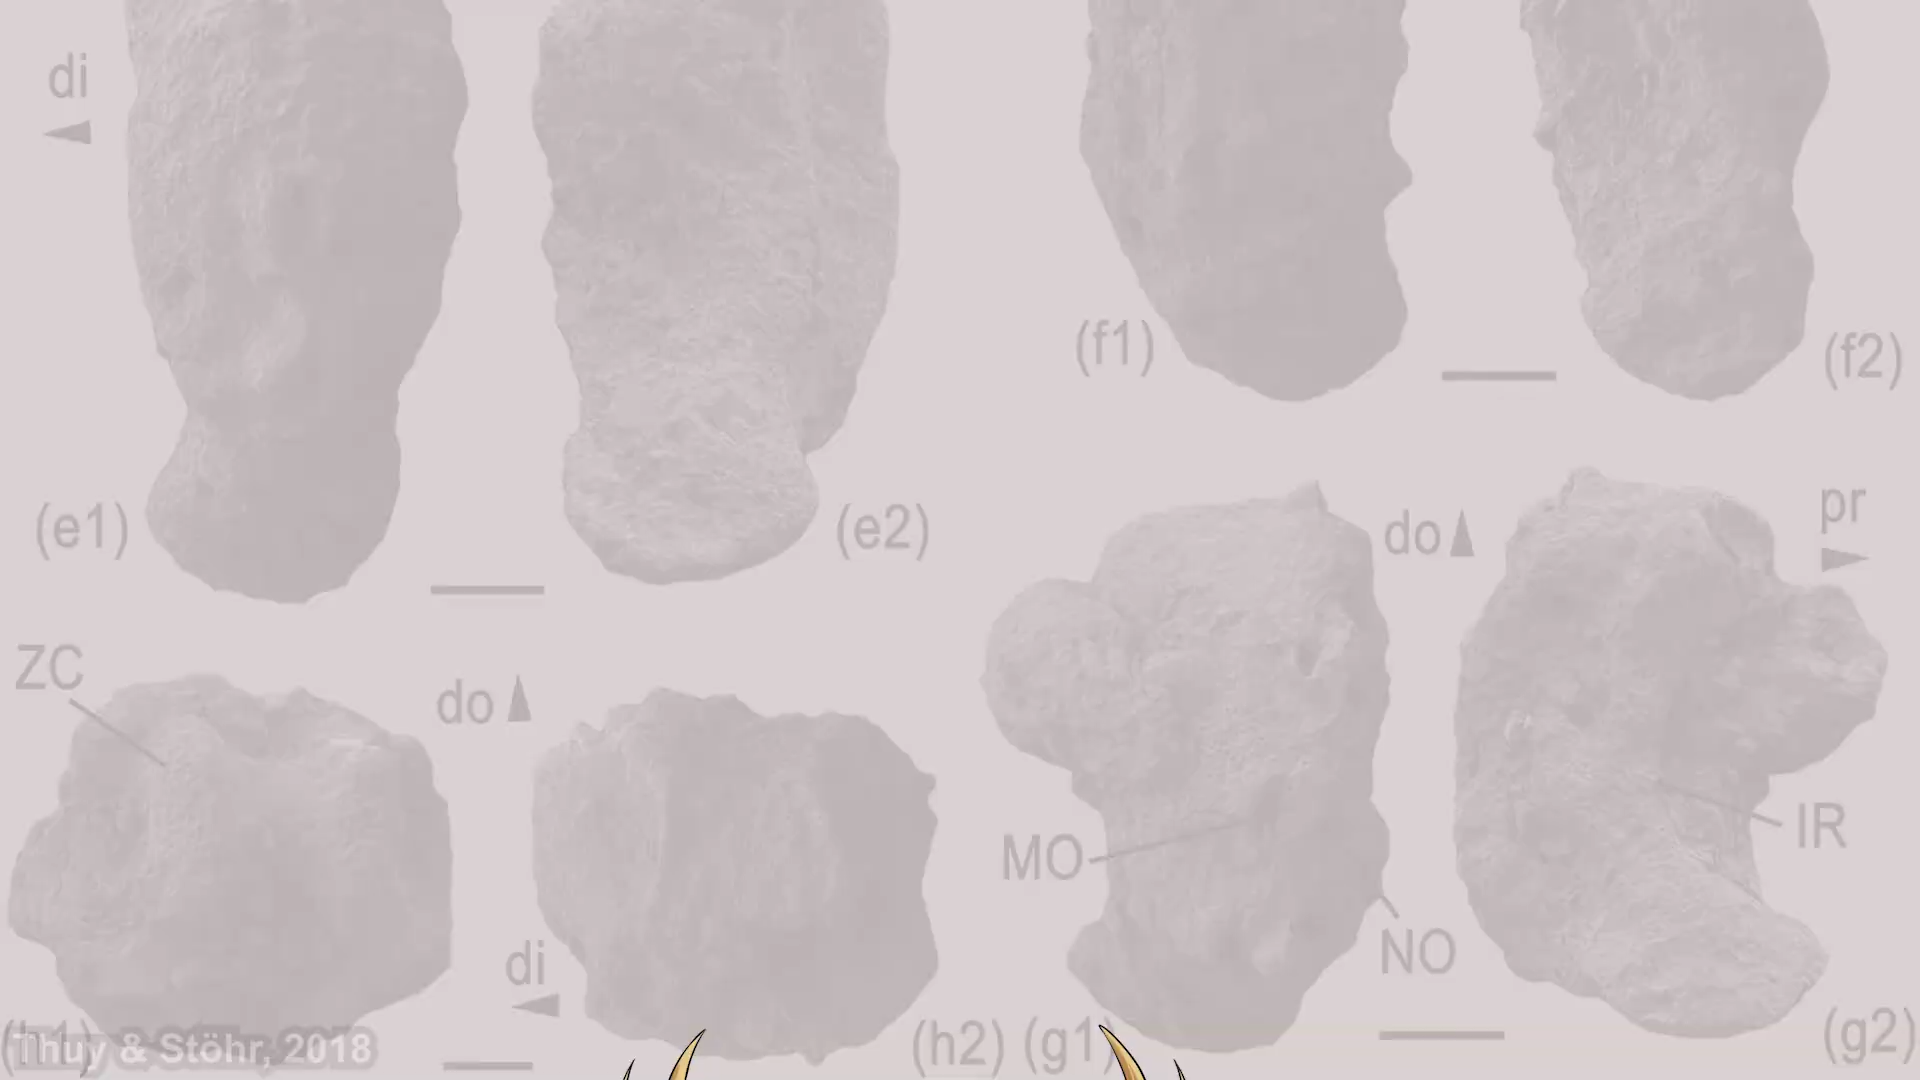 di
(e1)
(e2)
(f1)
(f2)
do
pr
ZC
do
MO
IR
NO
di
(h1)
(h2)
(g1)
(g2)
Thuy & Stöhr, 2018